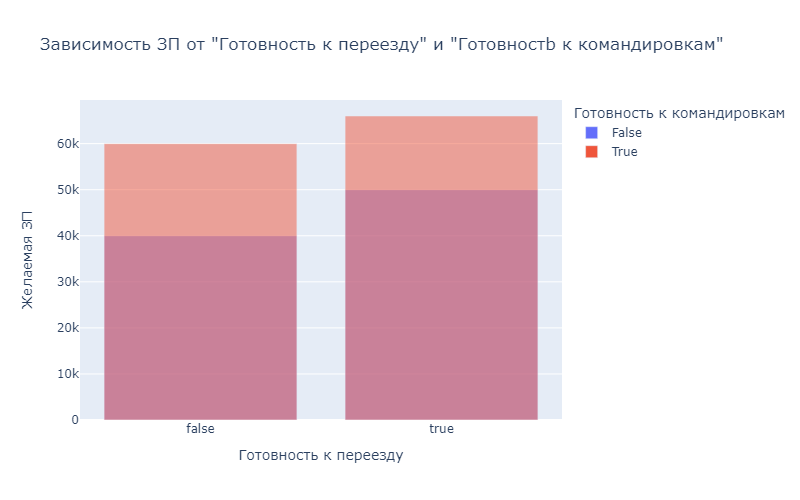 Зависимость ЗП от "Готовность к переезду" и "Готовностb к командировкам"
Готовность к командировкам
False
True
Желаемая ЗП
60k
50k
40k
30k
20k
10k
0
false
true
Готовность к переезду